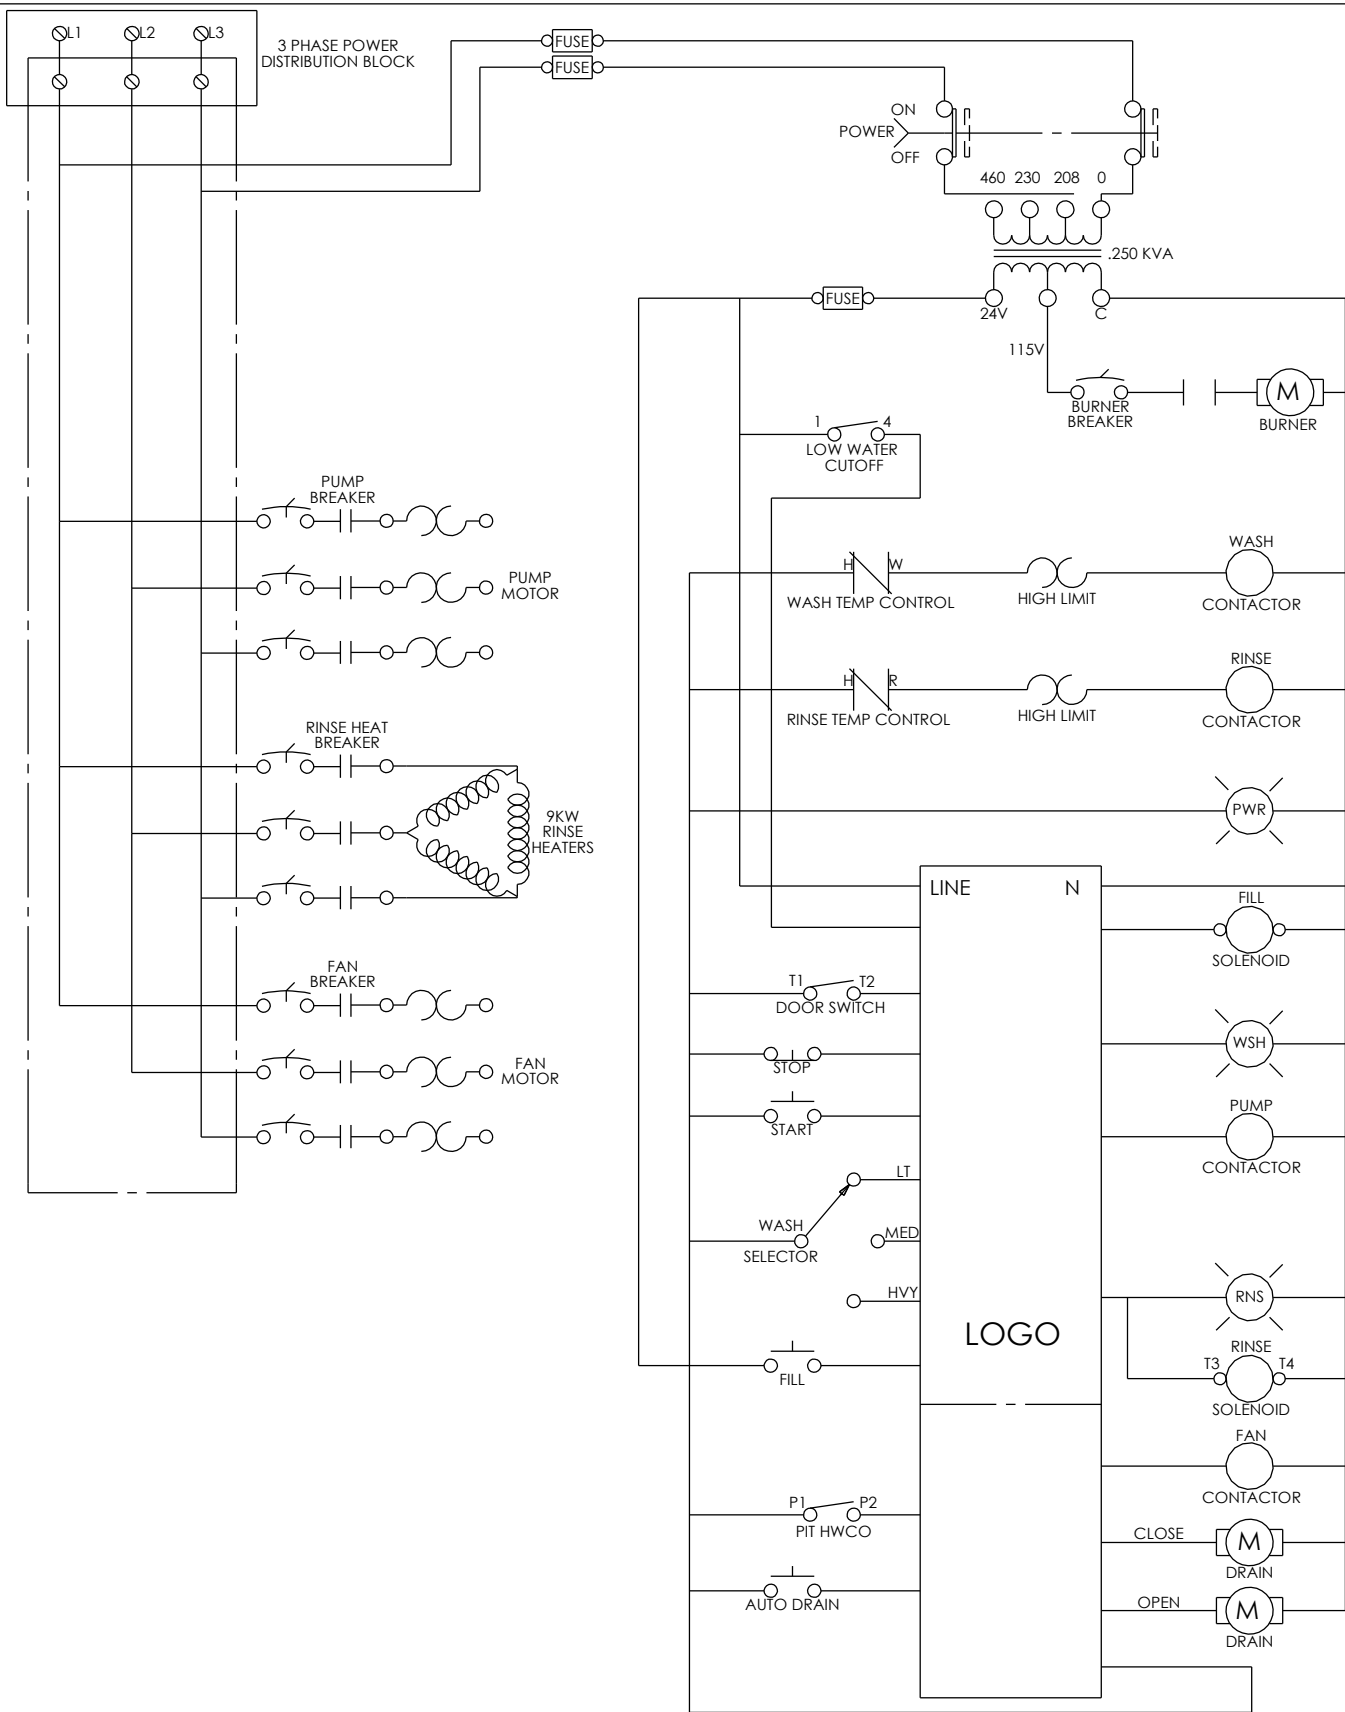 L1
L2
L3
3 PHASE POWER
DISTRIBUTION BLOCK
FUSE
FUSE
ON
POWER
OFF
460 230 208 0
.250 KVA
FUSE
24V
C
115V
BURNER
BREAKER
M
BURNER
1 4
LOW WATER
CUTOFF
PUMP
BREAKER
PUMP
MOTOR
H W
WASH TEMP CONTROL
HIGH LIMIT
WASH
CONTACTOR
H R
RINSE TEMP CONTROL
HIGH LIMIT
RINSE
CONTACTOR
RINSE HEAT
BREAKER
9KW
RINSE
HEATERS
PWR
LINE N
FILL
SOLENOID
FAN
BREAKER
FAN
MOTOR
T1 T2
DOOR SWITCH
WSH
STOP
START
PUMP
CONTACTOR
LT
WASH
SELECTOR
MED
HVY
LOGO
RNS
FILL
RINSE
T3 T4
SOLENOID
FAN
CONTACTOR
P1 P2
PIT HWCO
CLOSE
M
DRAIN
AUTO DRAIN
OPEN
M
DRAIN